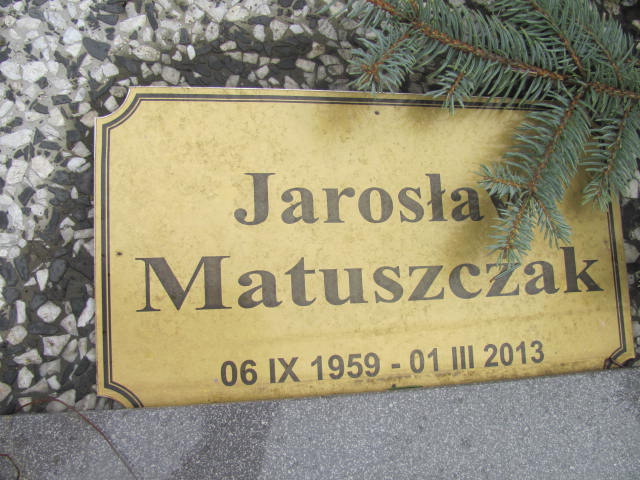 Jarosław
Matuszczak
06 IX 1959 - 01 III 2013